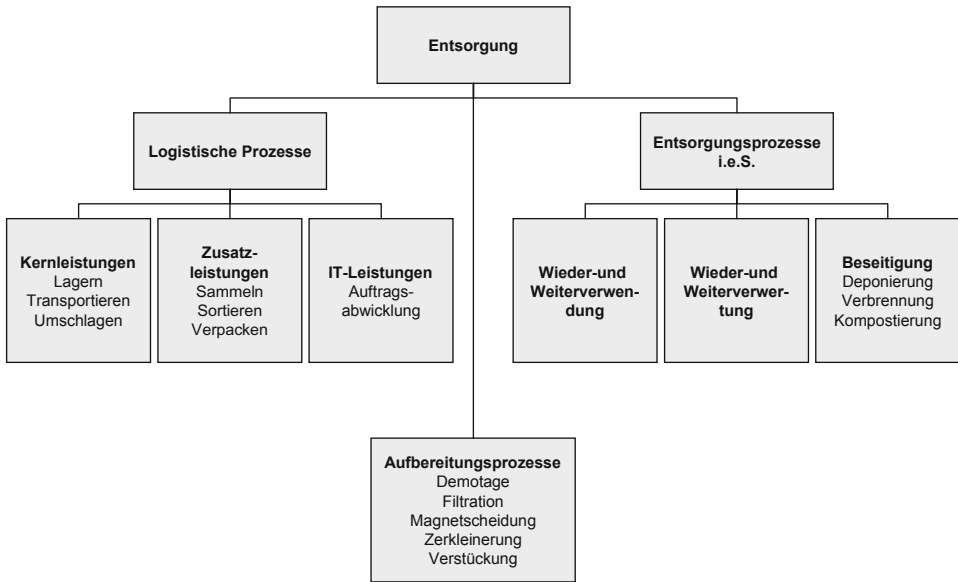 Entsorgung
Logistische Prozesse
Entsorgungsprozesse
i.e.S.
Kernleistungen
Lagern
Transportieren
Umschlagen
Zusatz-
leistungen
Sammeln
Sortieren
Verpacken
IT-Leistungen
Auftrags-
abwicklung
Wieder-und
Weiterverwen-
dung
Wieder-und
Weiterverwer-
tung
Beseitigung
Deponierung
Verbrennung
Kompostierung
Aufbereitungsprozesse
Demotage
Filtration
Magnetscheidung
Zerkleinerung
Verstückung